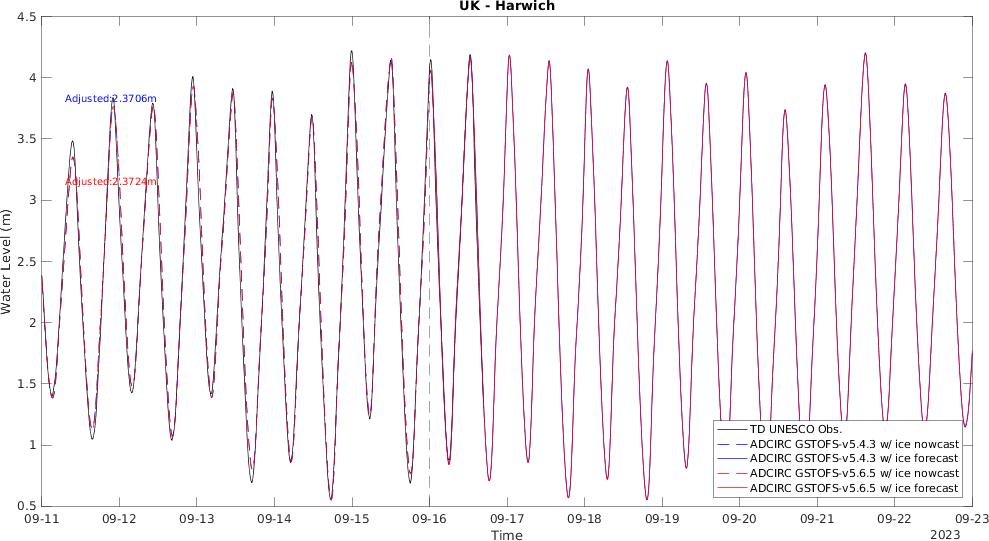 UK - Harwich
4.5
4
3.5
3
2.5
2
1.5
1
0.5
Water Level (m)
Adjusted:2.3706m
Adjusted:2.3724m
TD UNESCO Obs.
ADCIRC GSTOFS-v5.4.3 w/ ice nowcast
ADCIRC GSTOFS-v5.4.3 w/ ice forecast
ADCIRC GSTOFS-v5.6.5 w/ ice nowcast
ADCIRC GSTOFS-v5.6.5 w/ ice forecast
09-11 09-12 09-13 09-14 09-15 09-16 09-17 09-18 09-19 09-20 09-21 09-22 09-23
Time
2023